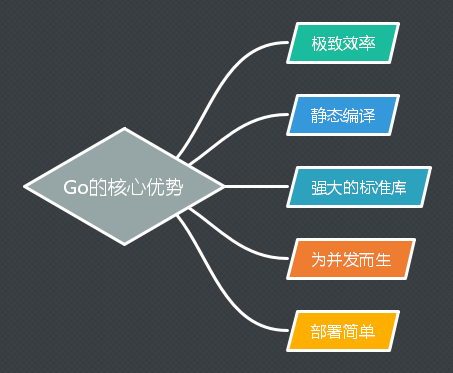 极致效率
静态编译
Go的核心优势
强大的标准库
为并发而生
部署简单